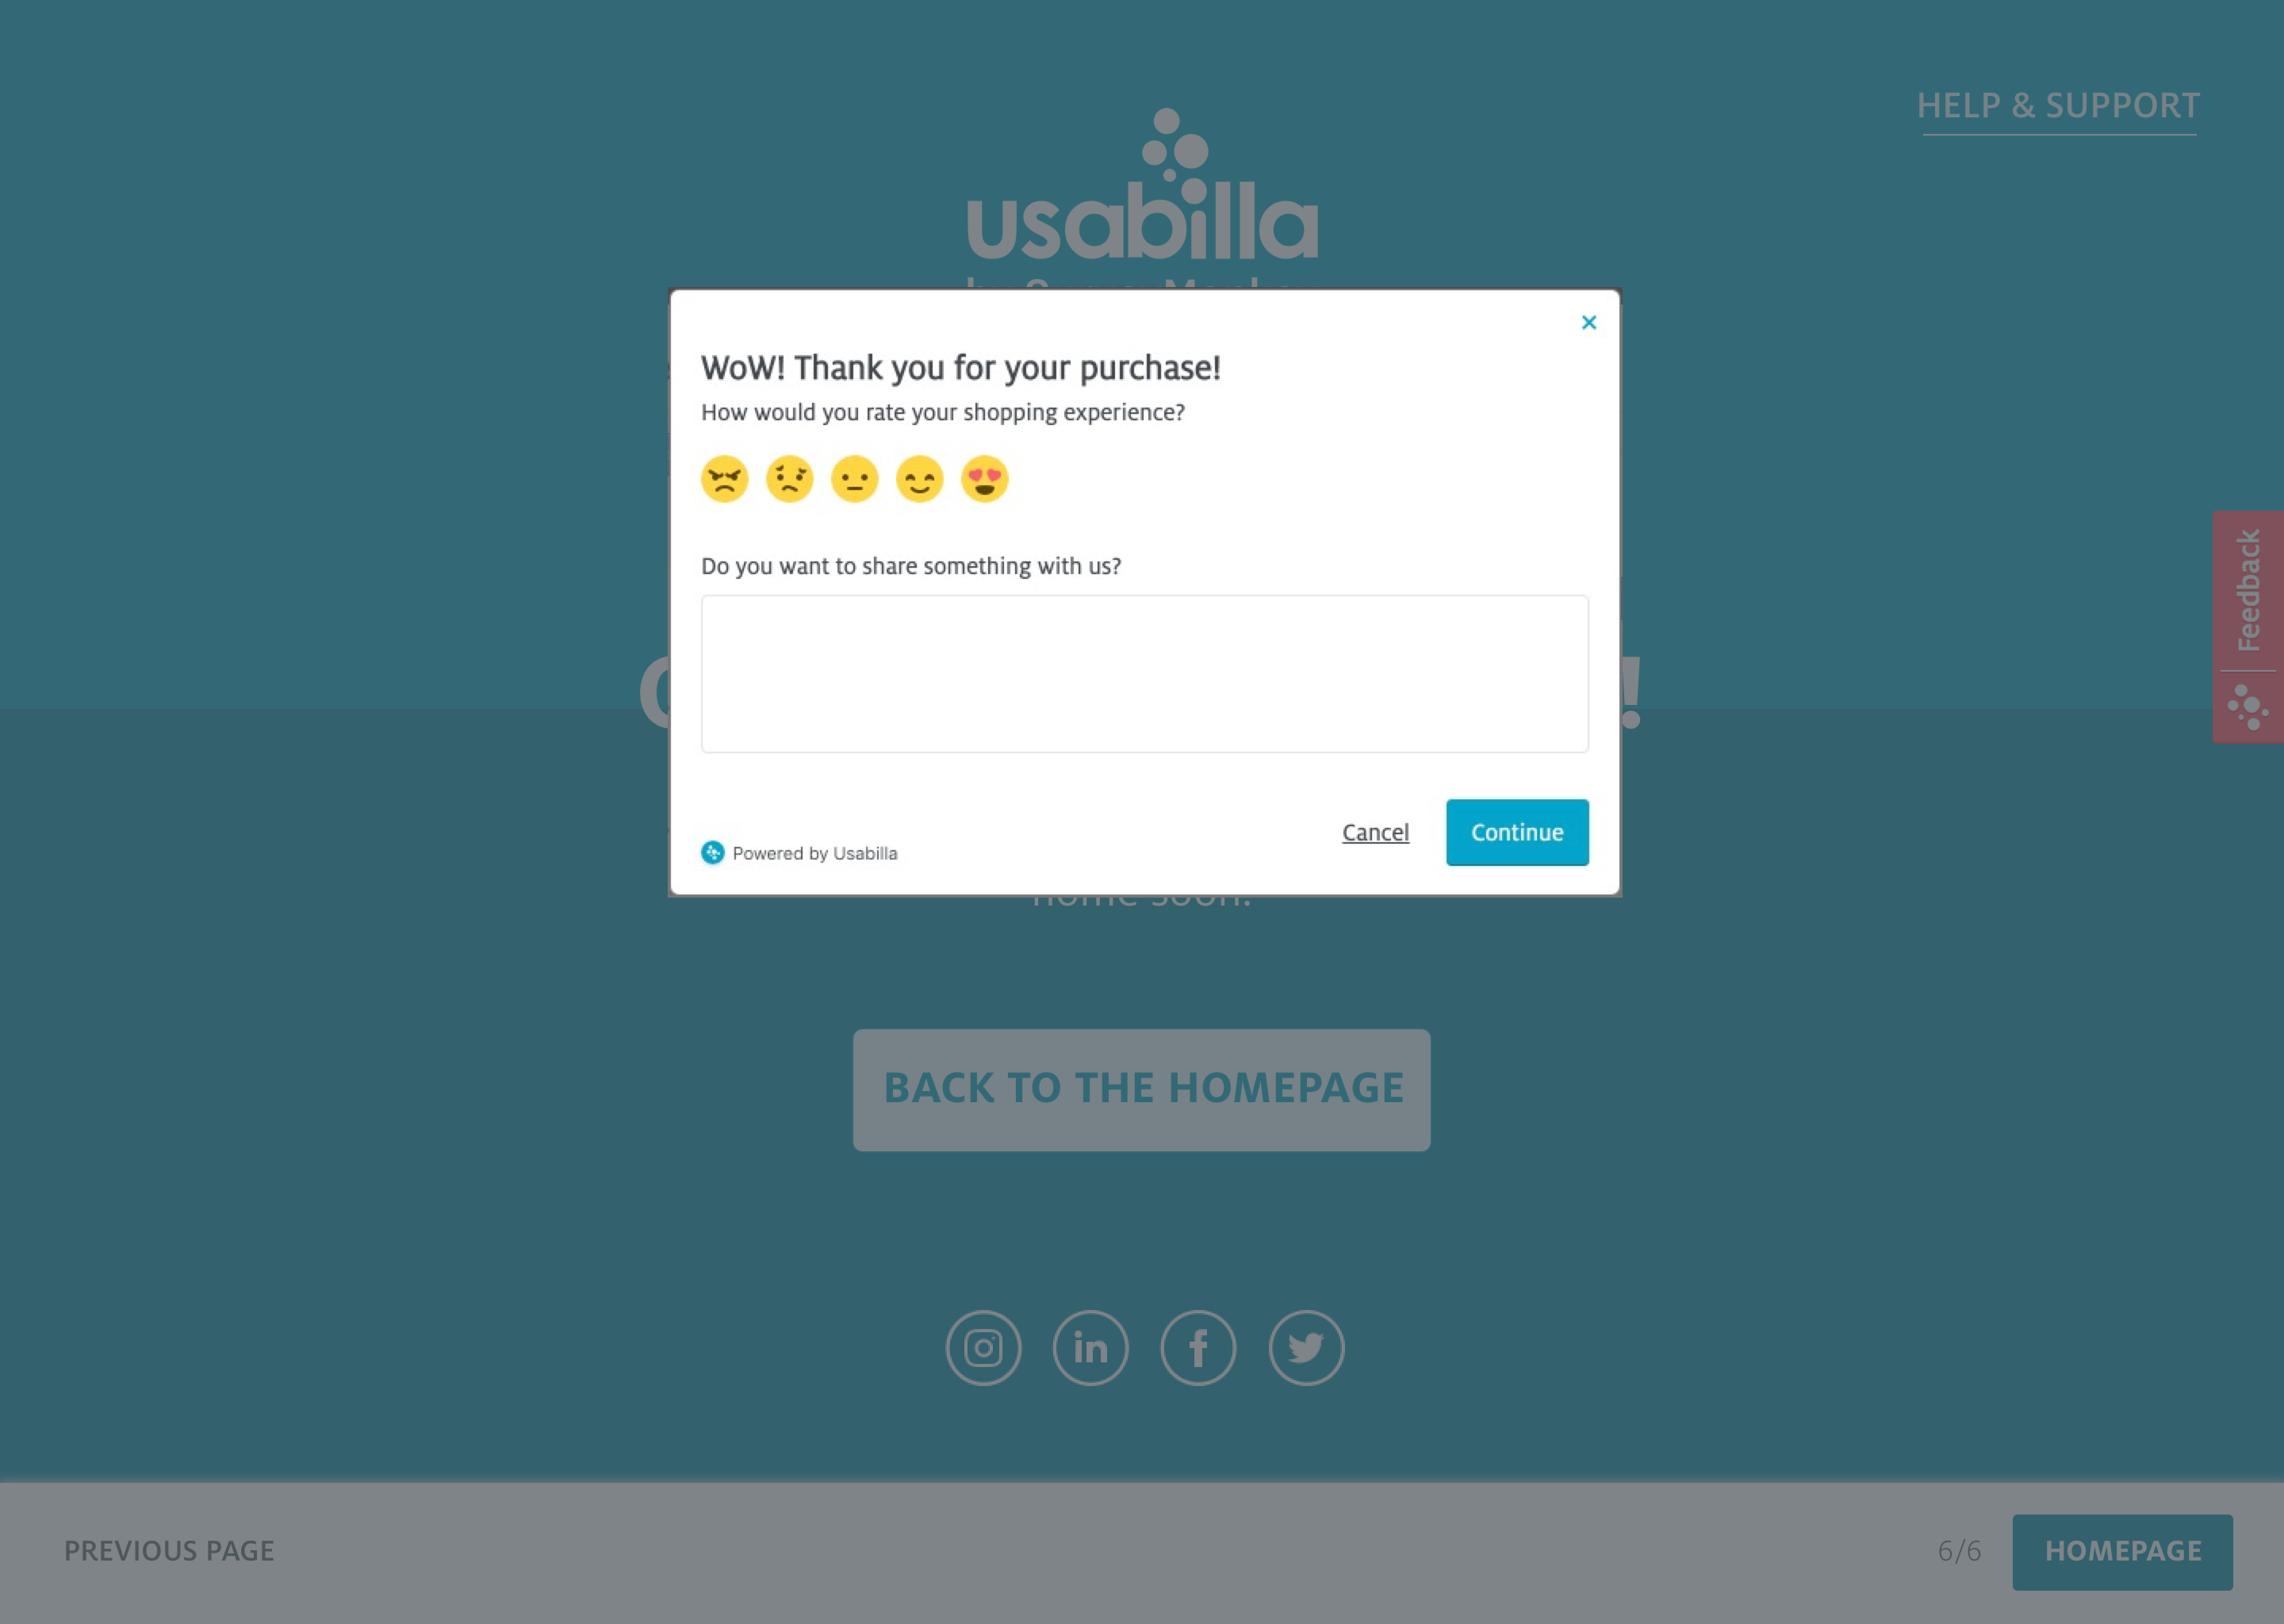 HELP & SUPPORT
usabilla
WoW! Thank you for your purchase!
How would you rate your shopping experience?
Do you want to share something with us?
Cancel
Continue
Powered by Usabilla
Feedback
!
BACK TO THE HOMEPAGE
in
f
PREVIOUS PAGE
6/6
HOMEPAGE